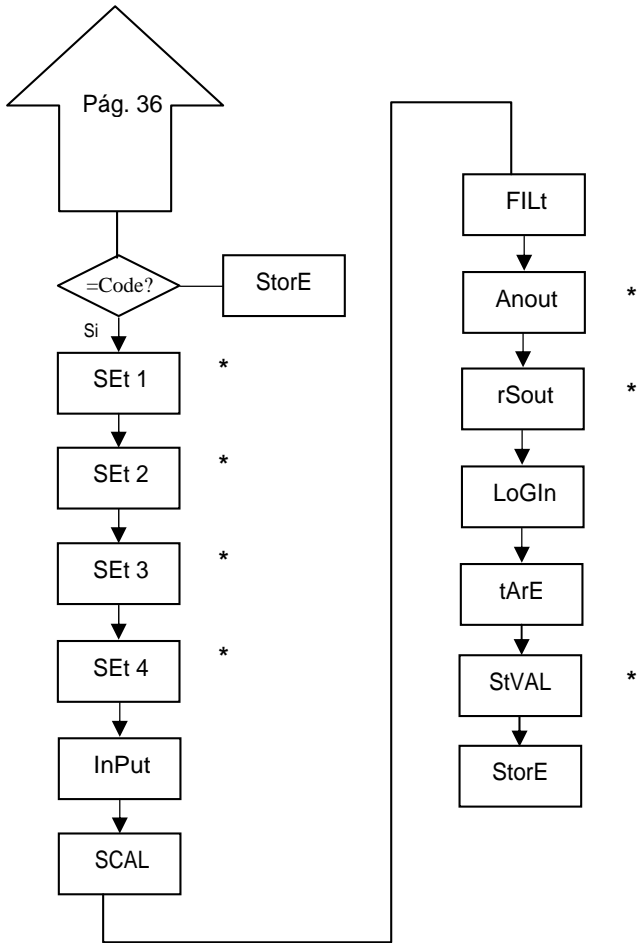 Pág. 36
=Code?
StorE
Si
SEt 1 *
SEt 2 *
SEt 3 *
SEt 4 *
InPut
SCAL
FILt
Anout *
rSout *
LoGIn
tArE
StVAL *
StorE